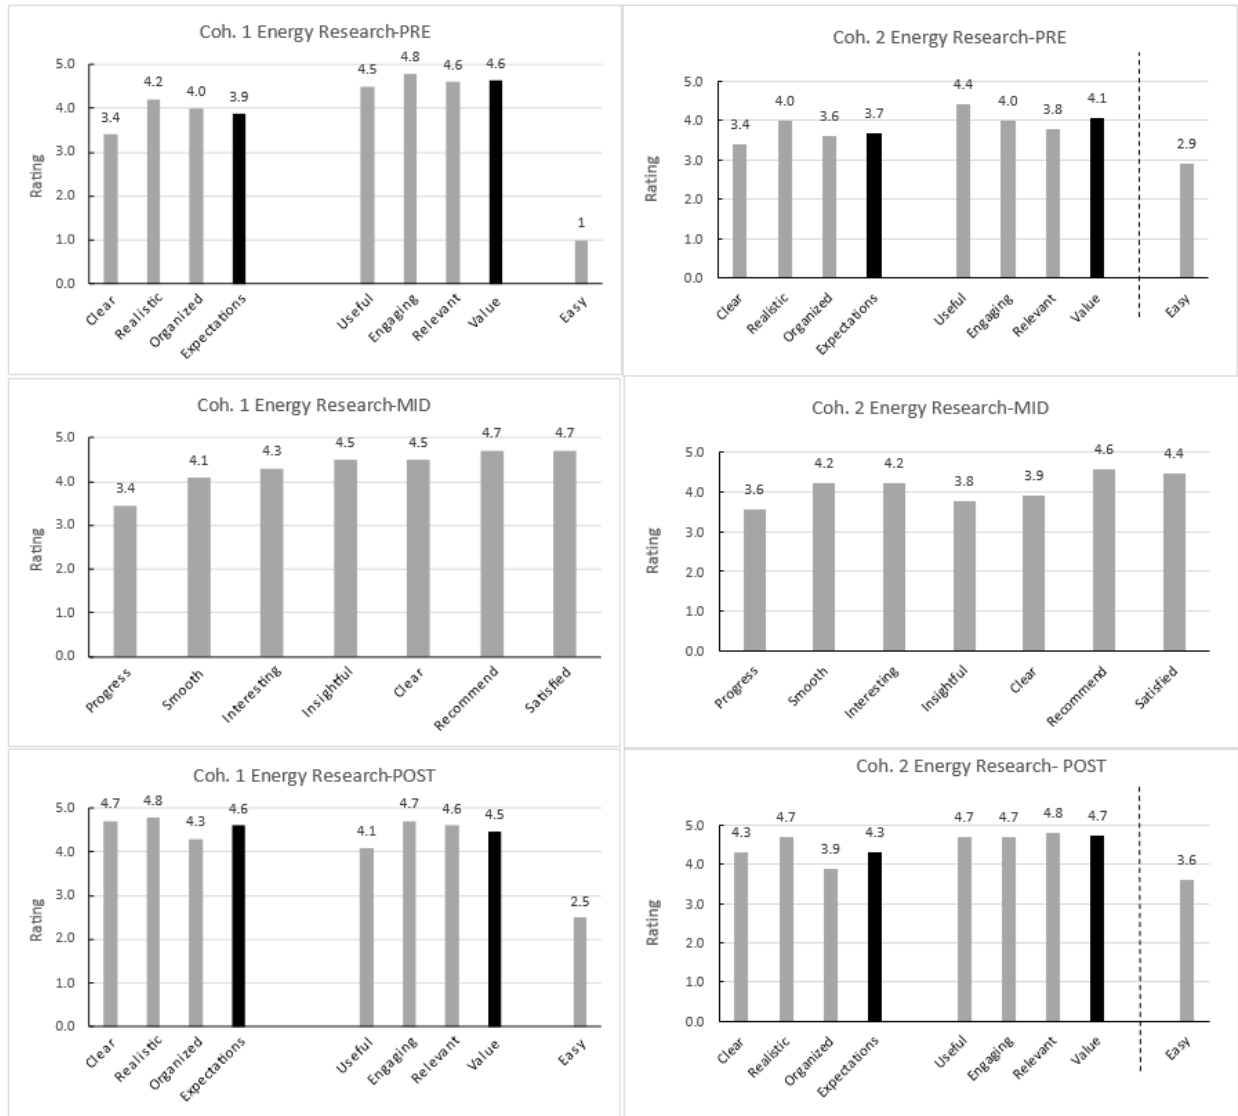 Coh. 1 Energy Research-PRE
5.0
4.0
3.0
2.0
1.0
0.0
Rating
3.4
4.2
4.0
3.9
4.5
4.8
4.6
4.6
1
Clear
Realistic
Organized
Expectations
Useful
Engaging
Relevant
Value
Easy
Coh. 2 Energy Research-PRE
5.0
4.0
3.0
2.0
1.0
0.0
Rating
3.4
4.0
3.6
3.7
4.4
4.0
3.8
4.1
2.9
Clear
Realistic
Organized
Expectations
Useful
Engaging
Relevant
Value
Easy
Coh. 1 Energy Research-MID
5.0
4.0
3.0
2.0
1.0
0.0
Rating
3.4
4.1
4.3
4.5
4.5
4.7
4.7
Progress
Smooth
Interesting
Insightful
Clear
Recommend
Satisfied
Coh. 2 Energy Research-MID
5.0
4.0
3.0
2.0
1.0
0.0
Rating
3.6
4.2
4.2
3.8
3.9
4.6
4.4
Progress
Smooth
Interesting
Insightful
Clear
Recommend
Satisfied
Coh. 1 Energy Research-POST
5.0
4.0
3.0
2.0
1.0
0.0
Rating
4.7
4.8
4.3
4.6
4.1
4.7
4.6
4.5
2.5
Clear
Realistic
Organized
Expectations
Useful
Engaging
Relevant
Value
Easy
Coh. 2 Energy Research- POST
5.0
4.0
3.0
2.0
1.0
0.0
Rating
4.3
4.7
3.9
4.3
4.7
4.7
4.8
4.7
3.6
Clear
Realistic
Organized
Expectations
Useful
Engaging
Relevant
Value
Easy